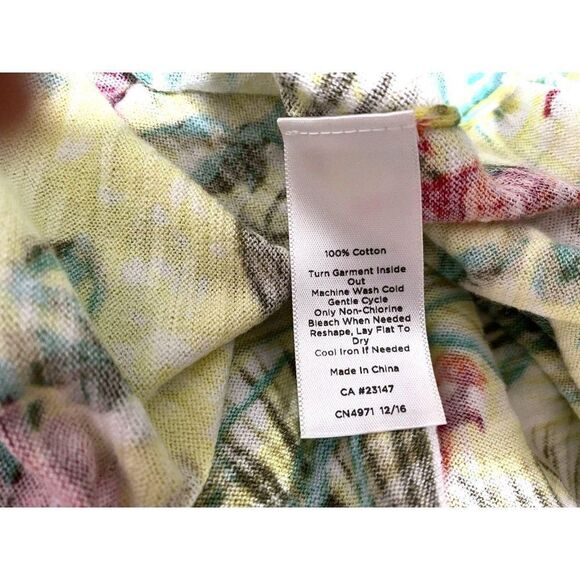 100% Cotton
Turn Garment Inside
Out
Machine Wash Cold
Gentle Cycle
Only Non-Chlorine
Bleach When Needed
Reshape, Lay Flat To
Dry
Cool Iron If Needed
Made In China
CA #23147
CN4971 12/16